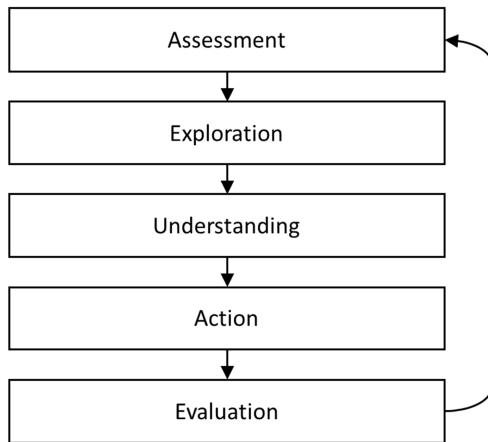 Assessment
Exploration
Understanding
Action
Evaluation